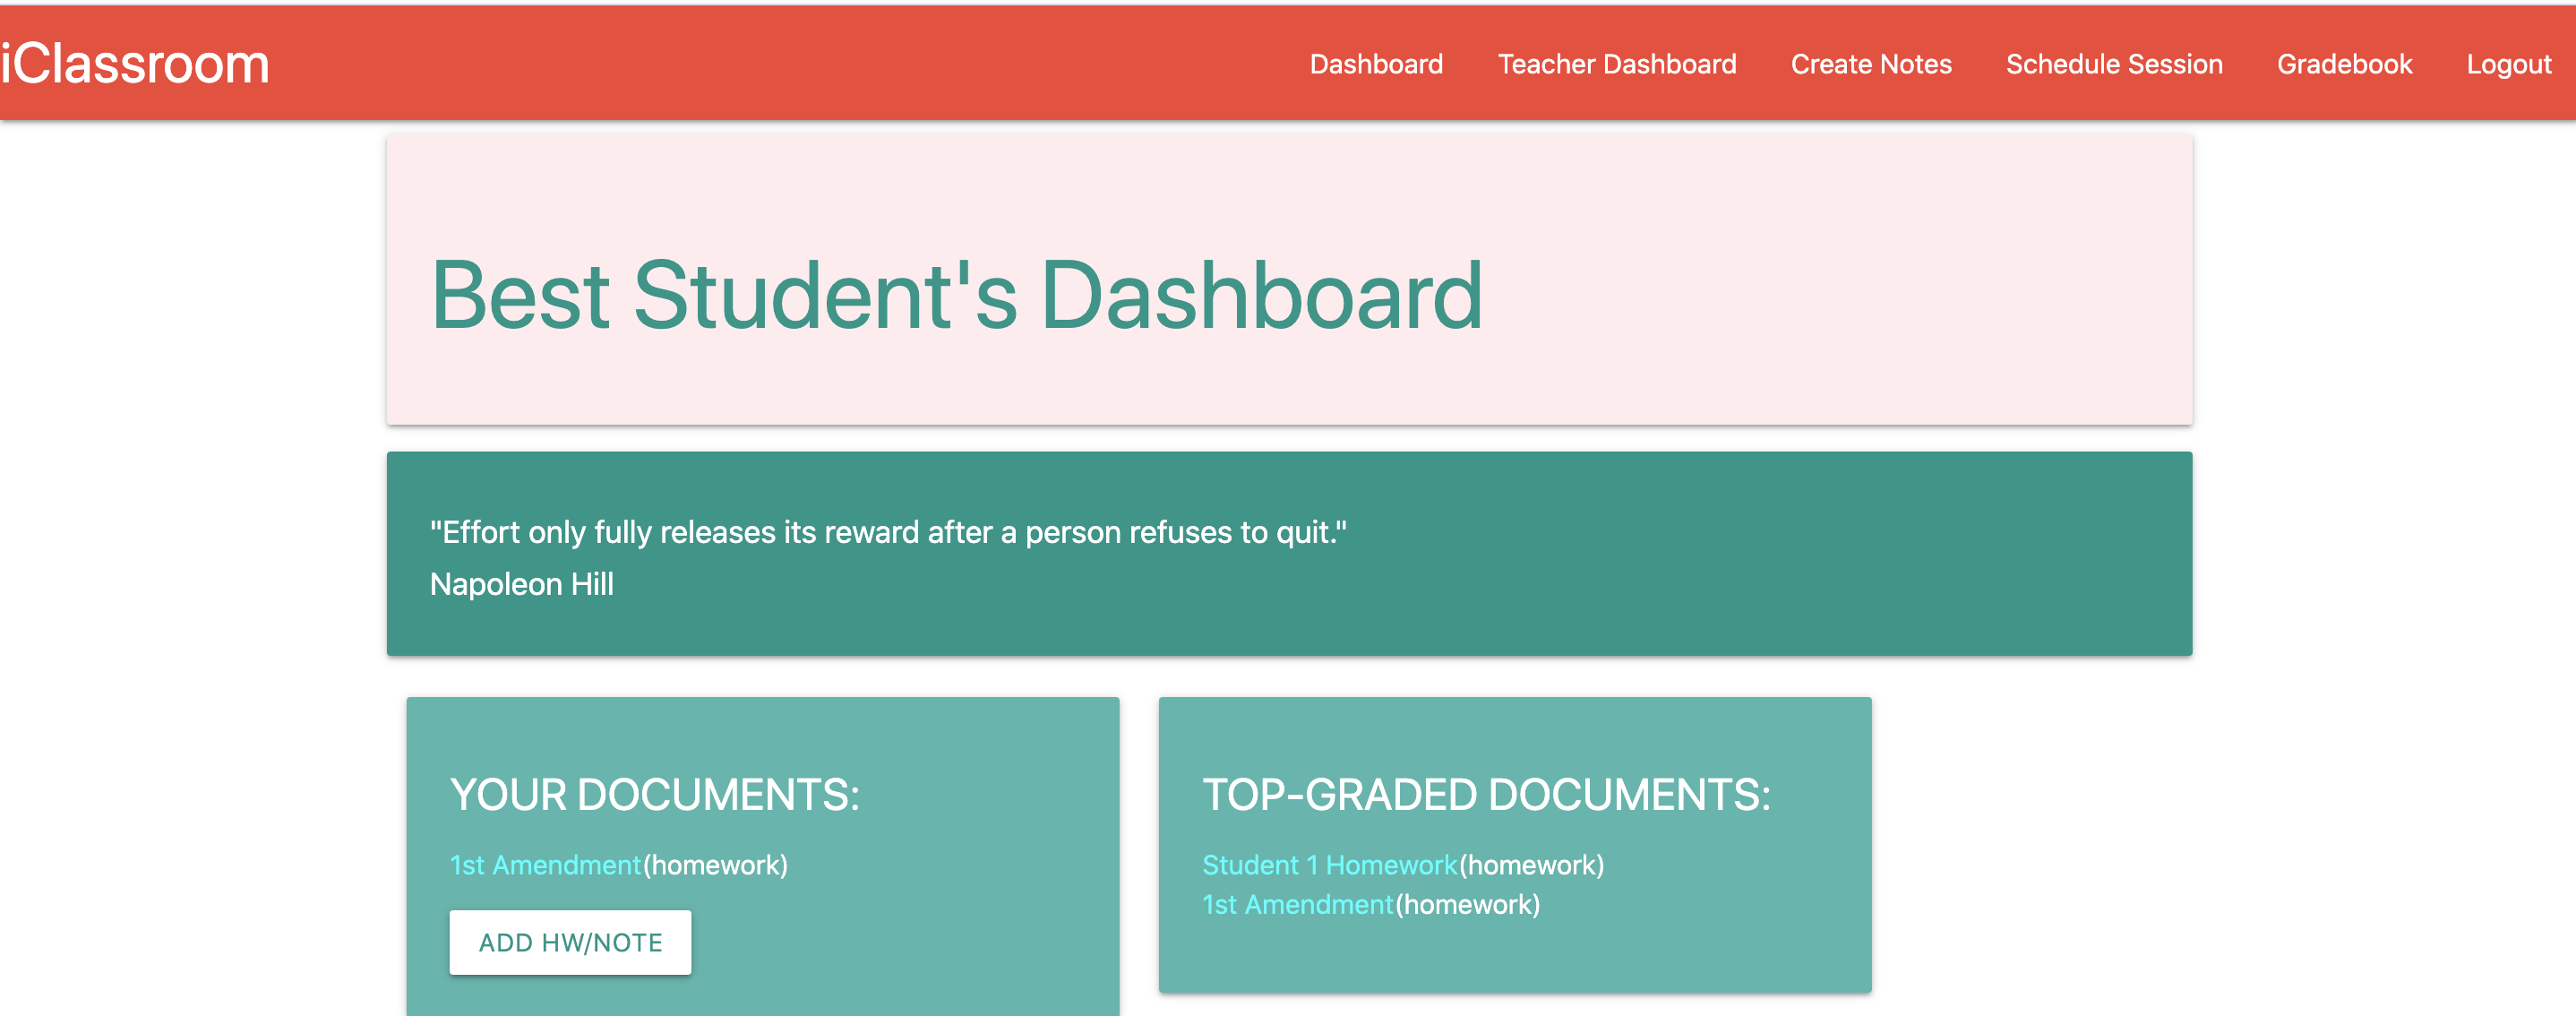 iClassroom
Dashboard Teacher Dashboard Create Notes Schedule Session Gradebook Logout
Best Student's Dashboard
"Effort only fully releases its reward after a person refuses to quit."
Napoleon Hill
YOUR DOCUMENTS:
1st Amendment(homework)
ADD HW/NOTE
TOP-GRADED DOCUMENTS:
Student 1 Homework(homework)
1st Amendment(homework)